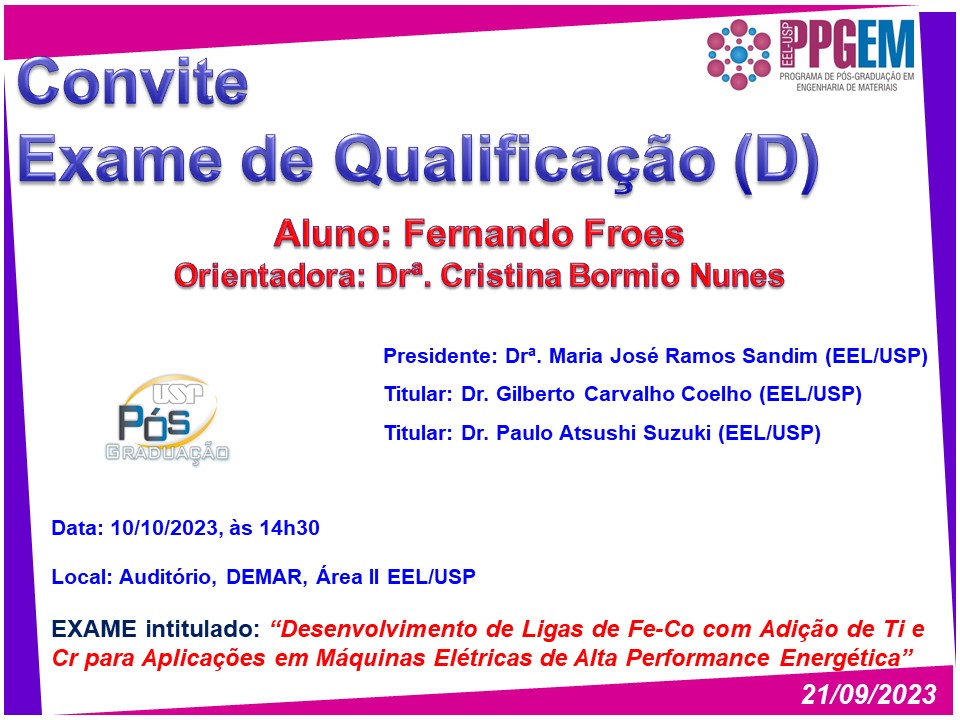 EEL-USP
PPGEM
PROGRAMA DE PÓS-GRADUAÇÃO EM
ENGENHARIA DE MATERIAIS
Convite
Exame de Qualificação (D)
Aluno: Fernando Froes
Orientadora: Drª. Cristina Bormio Nunes
Presidente: Drª. Maria José Ramos Sandim (EEL/USP)
Titular: Dr. Gilberto Carvalho Coelho (EEL/USP)
Titular: Dr. Paulo Atsushi Suzuki (EEL/USP)
USP
PÓS
GRADUAÇÃO
Data: 10/10/2023, às 14h30
Local: Auditório, DEMAR, Área II EEL/USP
EXAME intitulado: “Desenvolvimento de Ligas de Fe-Co com Adição de Ti e
Cr para Aplicações em Máquinas Elétricas de Alta Performance Energética”
21/09/2023